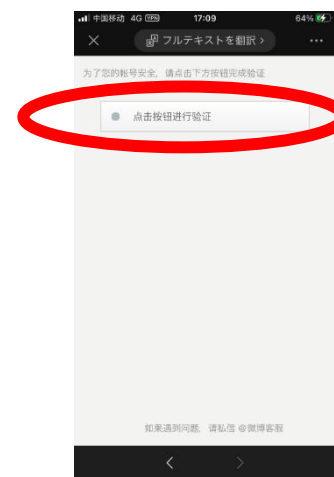 中国移动 4G VPN 17:09 64%
フルテキストを翻訳 >
为了您的帐号安全，请点击下方按钮完成验证
点击按钮进行验证
如果遇到问题，请私信 @微博客服